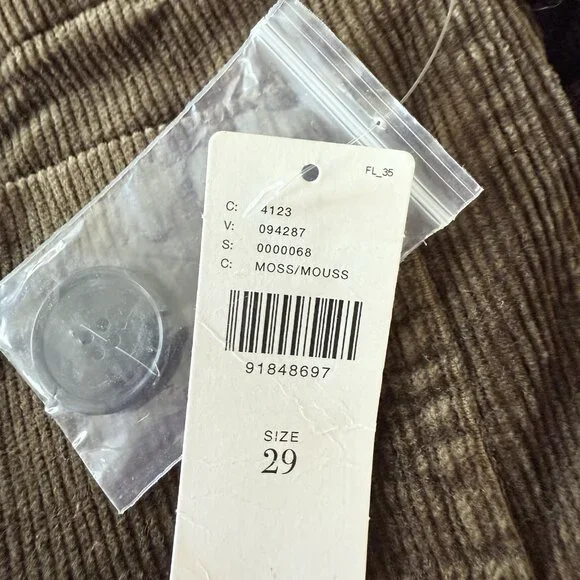 FL_35
C: 4123
V: 094287
S: 0000068
C: MOSS/MOUSS
91848697
SIZE
29